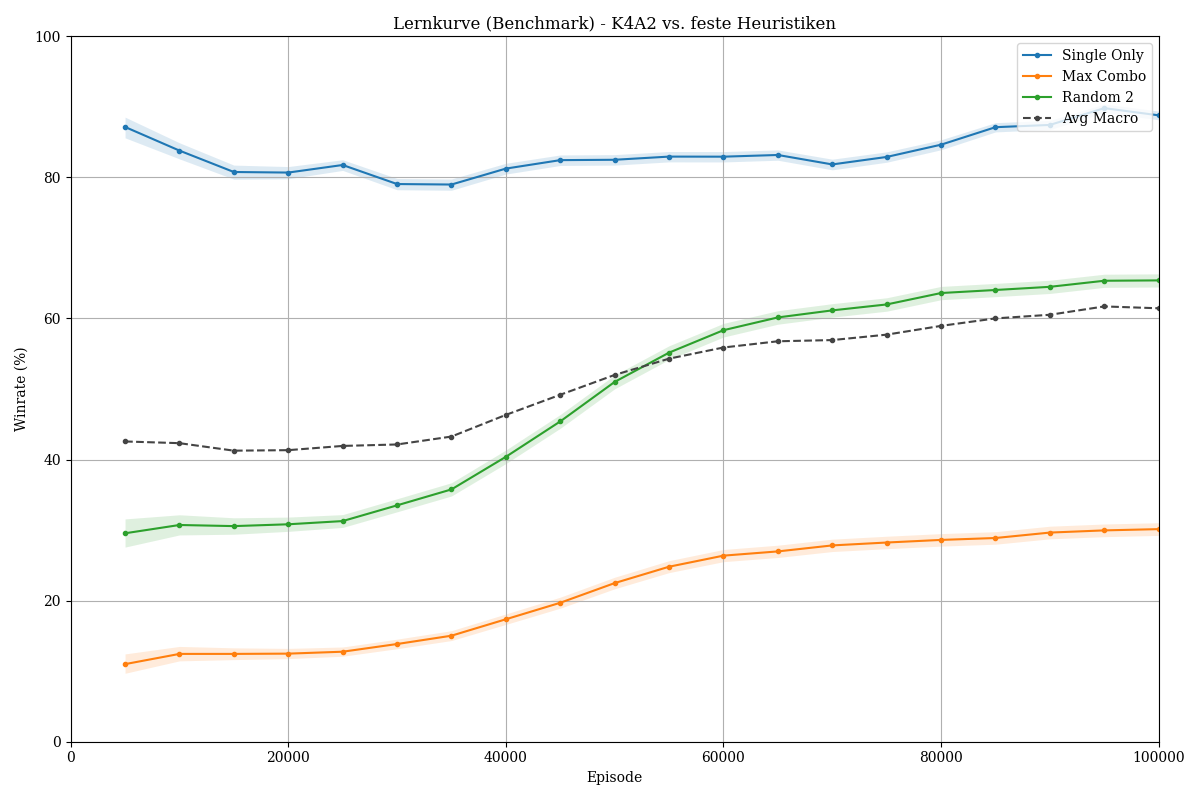 Lernkurve (Benchmark) - K4A2 vs. feste Heuristiken
100
80
60
40
20
0
Winrate (%)
Single Only
Max Combo
Random 2
Avg Macro
0 20000 40000 60000 80000 100000
Episode